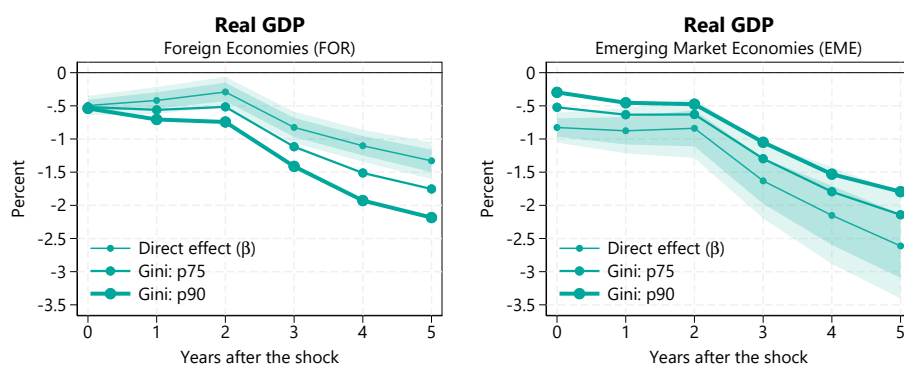 Real GDP
Foreign Economies (FOR)
0
-.5
-1
-1.5
-2
-2.5
-3
-3.5
Percent
Direct effect (β)
Gini: p75
Gini: p90
0 1 2 3 4 5
Years after the shock
Real GDP
Emerging Market Economies (EME)
0
-.5
-1
-1.5
-2
-2.5
-3
-3.5
Percent
Direct effect (β)
Gini: p75
Gini: p90
0 1 2 3 4 5
Years after the shock